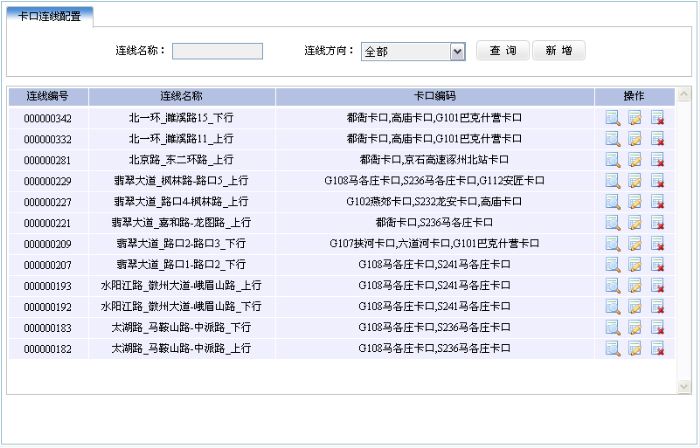 卡口连线配置
连线名称： 连线方向： 全部 查 询 新 增
连线编号 连线名称 卡口编码 操作
000000342 北一环_濉溪路15_下行 都衙卡口,高庙卡口,G101巴克什营卡口
000000332 北一环_濉溪路11_上行 都衙卡口,高庙卡口,G101巴克什营卡口
000000281 北京路_东二环路_上行 都衙卡口,京石高速涿州北站卡口
000000229 翡翠大道_枫林路-路口5_上行 G108马各庄卡口,S236马各庄卡口,G112安匠卡口
000000227 翡翠大道_路口4-枫林路_上行 G102燕郊卡口,S232龙安卡口,高庙卡口
000000221 翡翠大道_嘉和路-龙图路_上行 都衙卡口,S236马各庄卡口
000000209 翡翠大道_路口2-路口3_下行 G107挟河卡口,六道河卡口,G101巴克什营卡口
000000207 翡翠大道_路口1-路口2_下行 G108马各庄卡口,S241马各庄卡口
000000193 水阳江路_徽州大道-峨眉山路_上行 G108马各庄卡口,S241马各庄卡口
000000192 水阳江路_徽州大道-峨眉山路_下行 G108马各庄卡口,S241马各庄卡口
000000183 太湖路_马鞍山路-中派路_下行 G108马各庄卡口,S236马各庄卡口
000000182 太湖路_马鞍山路-中派路_上行 G108马各庄卡口,S236马各庄卡口